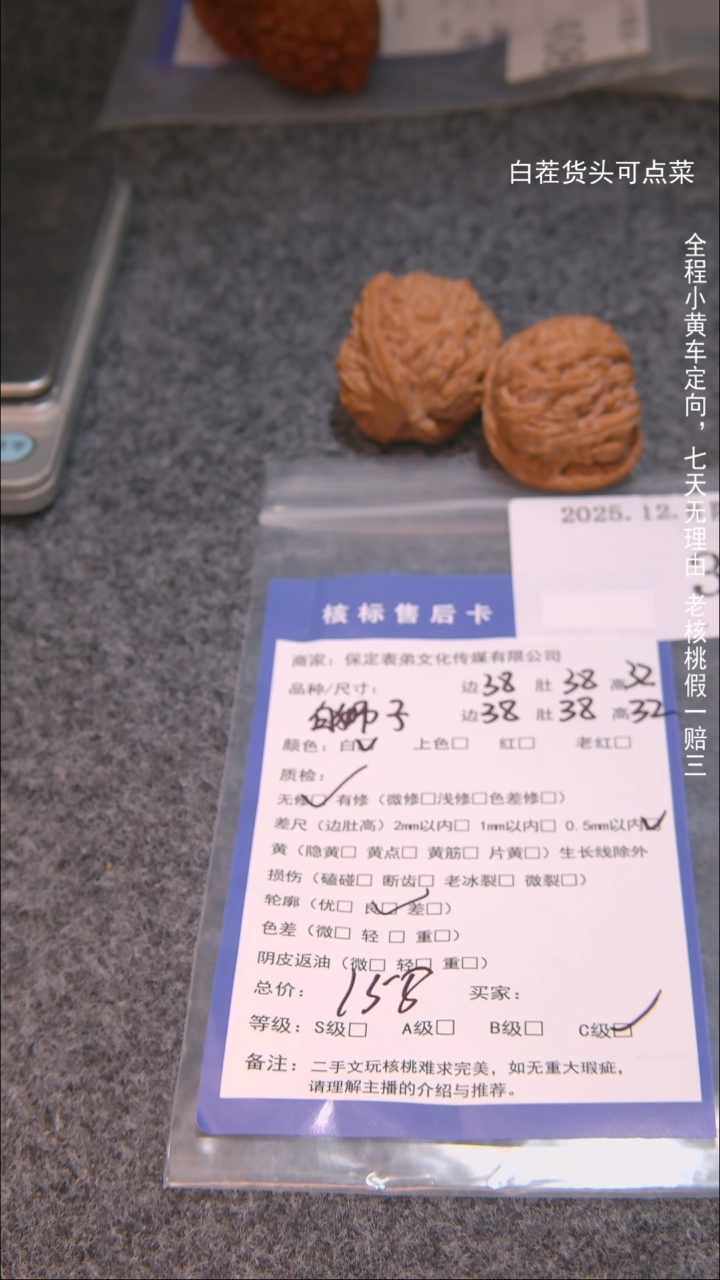 白茬货头可点菜
全程小黄车定向，七天无理由 老核桃假一赔三
2025.12.
3
核标售后卡
商家：保定表弟文化传媒有限公司
品种/尺寸： 边38 肚38 高32
白狮子 边38 肚38 高32
颜色：白☑ 上色□ 红□ 老红□
质检：
无修☑ 有修（微修□浅修□色差修□）
差尺（边肚高）2mm以内□ 1mm以内□ 0.5mm以内☑
黄（隐黄□ 黄点□ 黄筋□ 片黄□）生长线除外
损伤（磕碰□ 断齿□ 老冰裂□ 微裂□）
轮廓（优□ 良☑ 差□）
色差（微□ 轻□ 重□）
阴皮返油（微□ 轻□ 重□）
总价：158 买家：
等级：S级□ A级□ B级□ C级☑
备注：二手文玩核桃难求完美，如无重大瑕疵，
请理解主播的介绍与推荐。